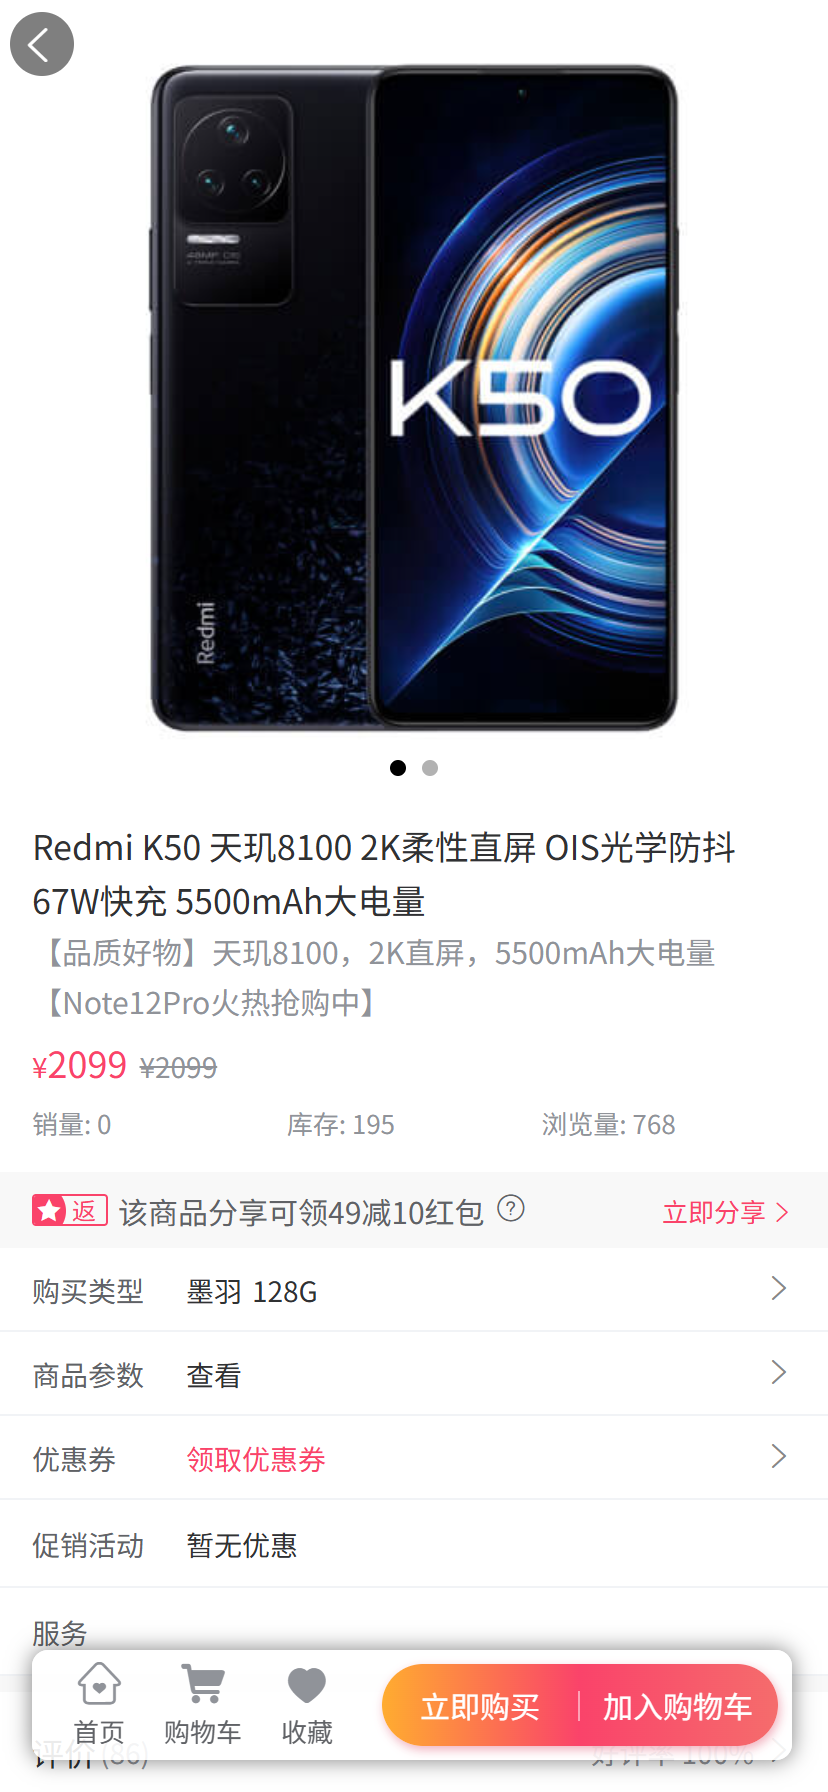 K50
Redmi
Redmi K50 天玑8100 2K柔性直屏 OIS光学防抖
67W快充 5500mAh大电量
【品质好物】天玑8100，2K直屏，5500mAh大电量
【Note12Pro火热抢购中】
¥2099 ¥2099
销量: 0 库存: 195 浏览量: 768
返 该商品分享可领49减10红包 ? 立即分享
购买类型 墨羽 128G
商品参数 查看
优惠券 领取优惠券
促销活动 暂无优惠
服务
首页 购物车 收藏 立即购买 加入购物车
评价 (86) 好评率 100%